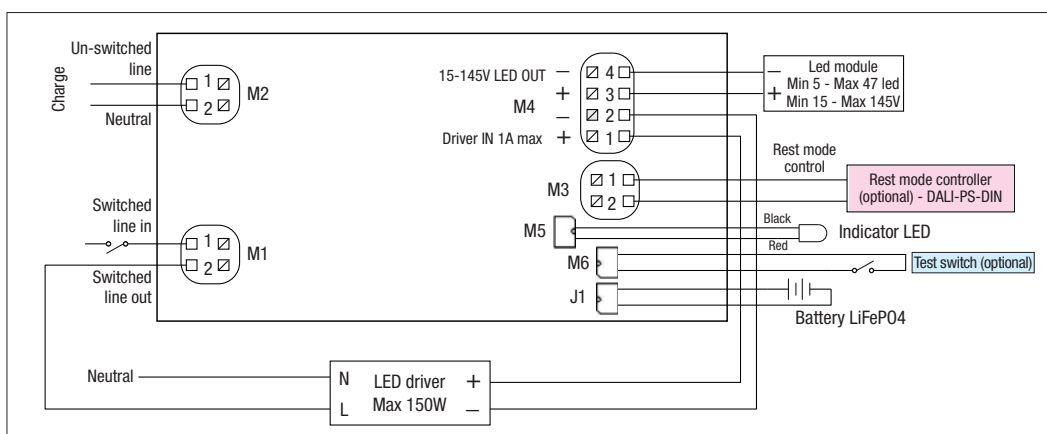 Un-switched
line
Charge
Neutral
1
2
M2
Switched
line in
1
2
M1
Switched
line out
15-145V LED OUT
−
+
M4
−
Driver IN 1A max
+
4
3
2
1
−
+
Led module
Min 5 - Max 47 led
Min 15 - Max 145V
Rest mode
control
M3
1
2
Rest mode controller
(optional) - DALI-PS-DIN
M5
Black
Red
Indicator LED
M6
Test switch (optional)
J1
Battery LiFePO4
Neutral
N
L
LED driver
Max 150W
+
−